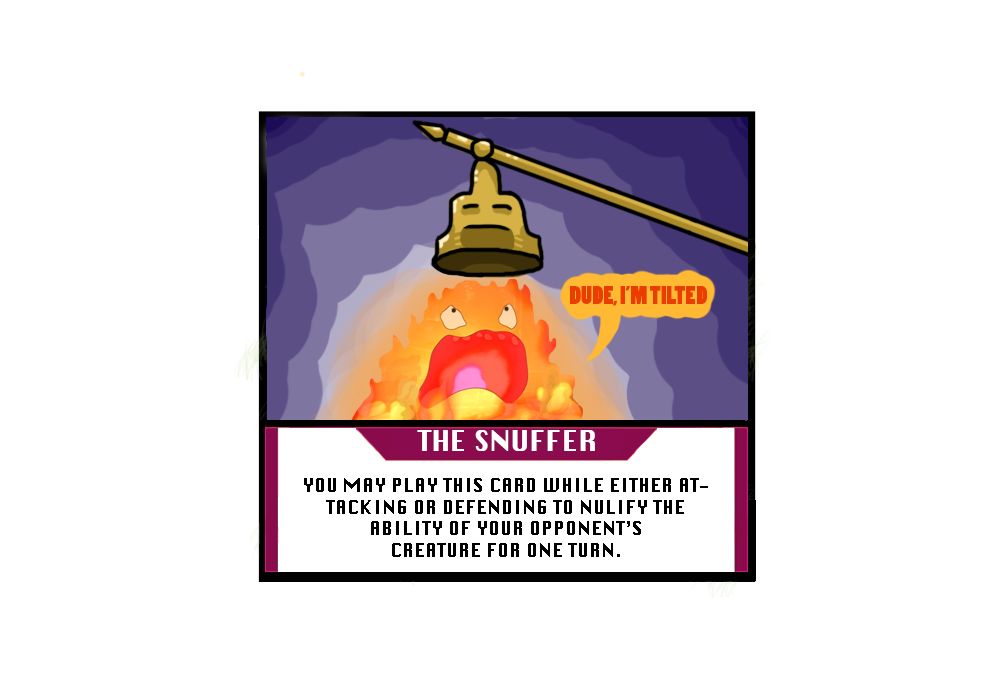 DUDE, I'M TILTED
THE SNUFFER
YOU MAY PLAY THIS CARD WHILE EITHER AT-
TACKING OR DEFENDING TO NULIFY THE
ABILITY OF YOUR OPPONENT'S
CREATURE FOR ONE TURN.